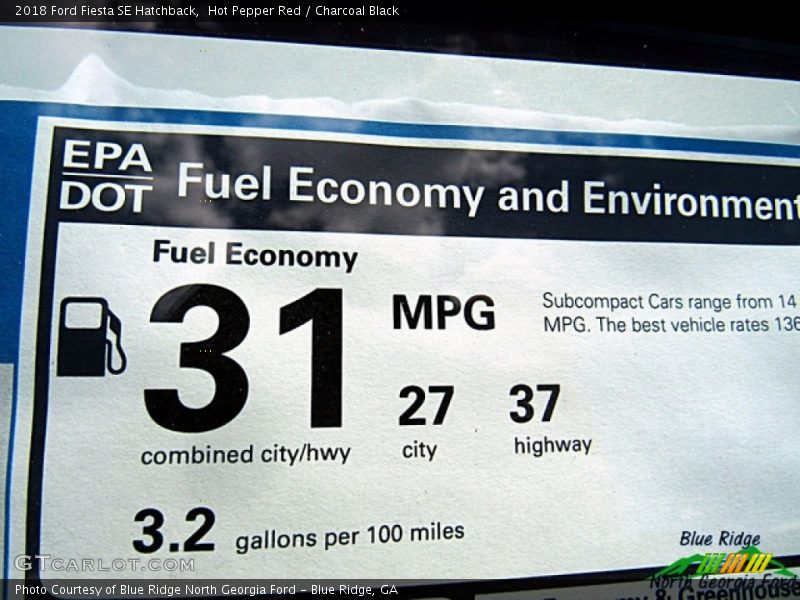 2018 Ford Fiesta SE Hatchback, Hot Pepper Red / Charcoal Black
EPA
DOT
Fuel Economy and Environment
Fuel Economy
31
MPG
Subcompact Cars range from 14
MPG. The best vehicle rates 136
27
37
combined city/hwy
city
highway
3.2 gallons per 100 miles
Blue Ridge
North Georgia Ford
& Greenhouse
GTCARLOT.COM
Photo Courtesy of Blue Ridge North Georgia Ford – Blue Ridge, GA